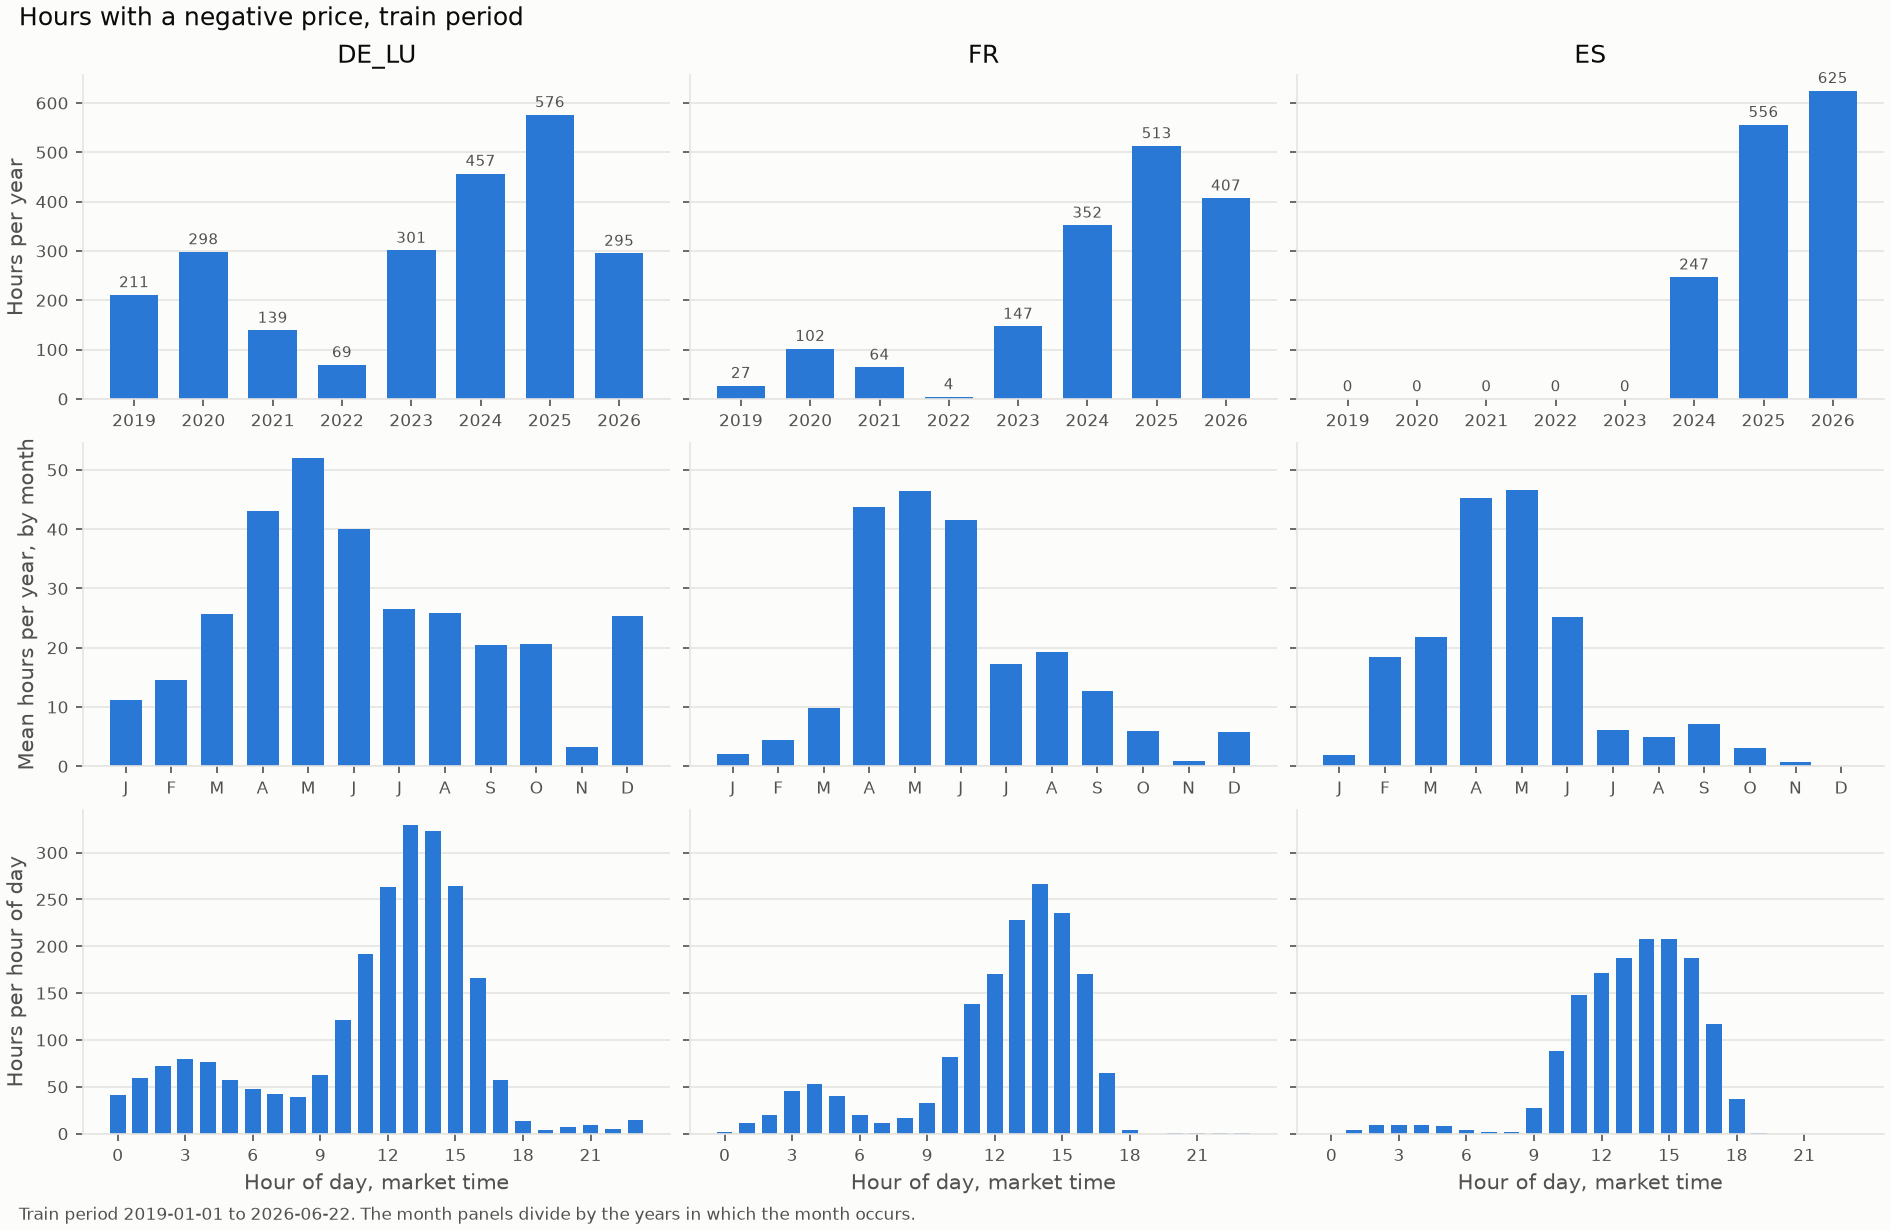 Hours with a negative price, train period
DE_LU
FR
ES
Hours per year
600
500
400
300
200
100
0
211
298
139
69
301
457
576
295
2019 2020 2021 2022 2023 2024 2025 2026
27
102
64
4
147
352
513
407
2019 2020 2021 2022 2023 2024 2025 2026
0
0
0
0
0
247
556
625
2019 2020 2021 2022 2023 2024 2025 2026
Mean hours per year, by month
50
40
30
20
10
0
J F M A M J J A S O N D
J F M A M J J A S O N D
J F M A M J J A S O N D
Hours per hour of day
300
250
200
150
100
50
0
0 3 6 9 12 15 18 21
0 3 6 9 12 15 18 21
0 3 6 9 12 15 18 21
Hour of day, market time
Hour of day, market time
Hour of day, market time
Train period 2019-01-01 to 2026-06-22. The month panels divide by the years in which the month occurs.